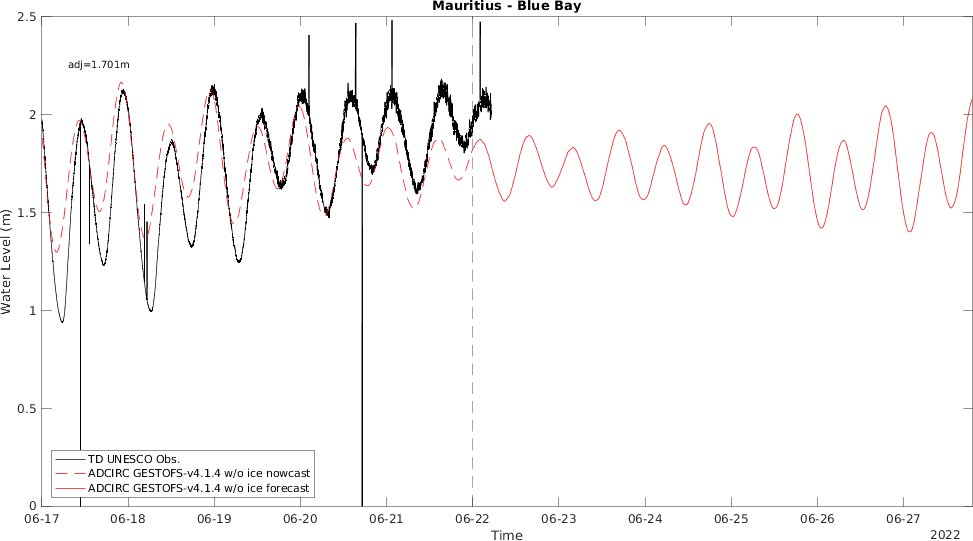 Mauritius - Blue Bay
adj=1.701m
2.5
2
1.5
1
0.5
0
Water Level (m)
TD UNESCO Obs.
ADCIRC GESTOFS-v4.1.4 w/o ice nowcast
ADCIRC GESTOFS-v4.1.4 w/o ice forecast
06-17 06-18 06-19 06-20 06-21 06-22 06-23 06-24 06-25 06-26 06-27
Time
2022